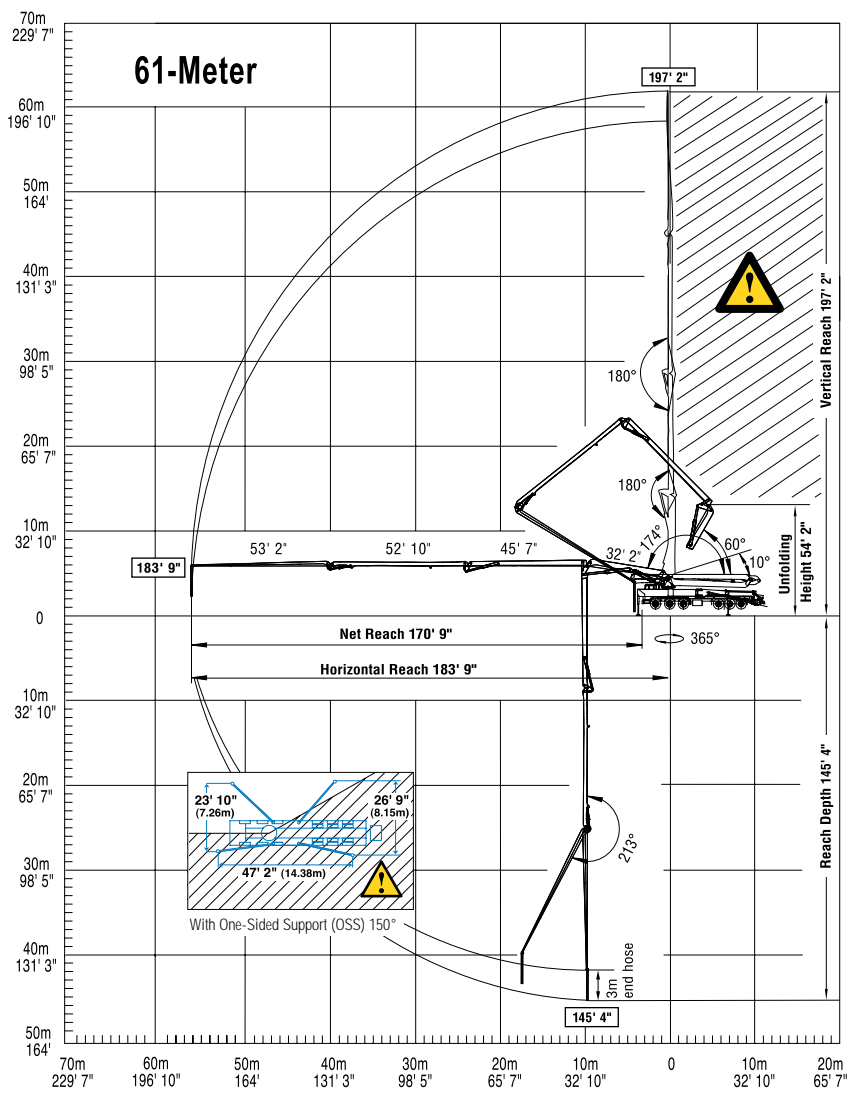 70m
229' 7"
61-Meter
197' 2"
60m
196' 10"
50m
164'
40m
131' 3"
!
Vertical Reach 197' 2"
30m
98' 5"
180°
20m
65' 7"
180°
10m
32' 10"
53' 2"
52' 10"
45' 7"
32' 2"
174°
60°
10°
Unfolding
Height 54' 2"
183' 9"
0
Net Reach 170' 9"
365°
Horizontal Reach 183' 9"
10m
32' 10"
20m
65' 7"
23' 10"
(7.26m)
26' 9"
(8.15m)
47' 2" (14.38m)
!
213°
Reach Depth 145' 4"
30m
98' 5"
With One-Sided Support (OSS) 150°
40m
131' 3"
3m
end hose
145' 4"
50m
164'
70m
229' 7"
60m
196' 10"
50m
164'
40m
131' 3"
30m
98' 5"
20m
65' 7"
10m
32' 10"
0
10m
32' 10"
20m
65' 7"